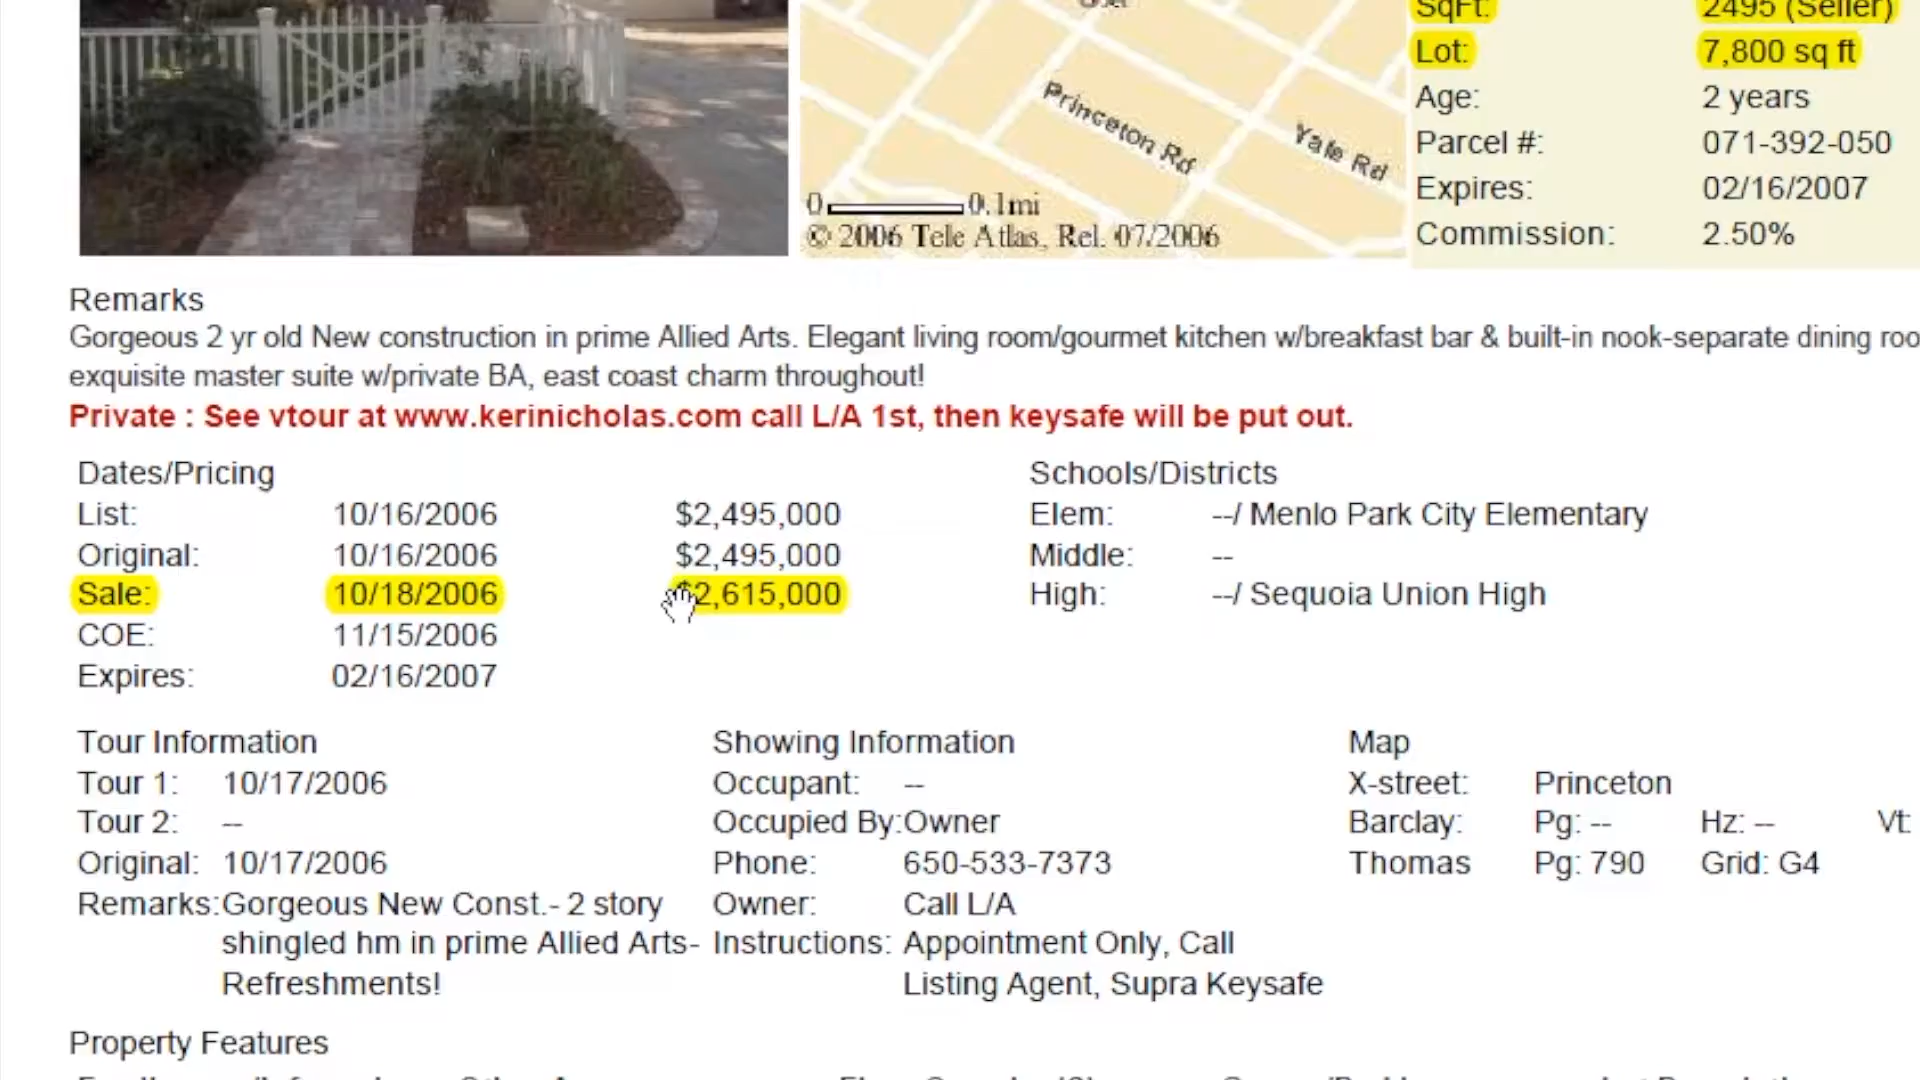 SqFt: 2495 (Seller)
Lot: 7,800 sq ft
Age: 2 years
Parcel #: 071-392-050
Expires: 02/16/2007
Commission: 2.50%
Princeton Rd
Yale Rd
0 0.1mi
© 2006 Tele Atlas, Rel. 07/2006
Remarks
Gorgeous 2 yr old New construction in prime Allied Arts. Elegant living room/gourmet kitchen w/breakfast bar & built-in nook-separate dining roo
exquisite master suite w/private BA, east coast charm throughout!
Private : See vtour at www.kerinicholas.com call L/A 1st, then keysafe will be put out.
Dates/Pricing
List: 10/16/2006 $2,495,000
Original: 10/16/2006 $2,495,000
Sale: 10/18/2006 $2,615,000
COE: 11/15/2006
Expires: 02/16/2007
Schools/Districts
Elem: --/ Menlo Park City Elementary
Middle: --
High: --/ Sequoia Union High
Tour Information
Tour 1: 10/17/2006
Tour 2: --
Original: 10/17/2006
Remarks:Gorgeous New Const.- 2 story
shingled hm in prime Allied Arts-
Refreshments!
Showing Information
Occupant: --
Occupied By:Owner
Phone: 650-533-7373
Owner: Call L/A
Instructions: Appointment Only, Call
Listing Agent, Supra Keysafe
Map
X-street: Princeton
Barclay: Pg: -- Hz: -- Vt:
Thomas Pg: 790 Grid: G4
Property Features